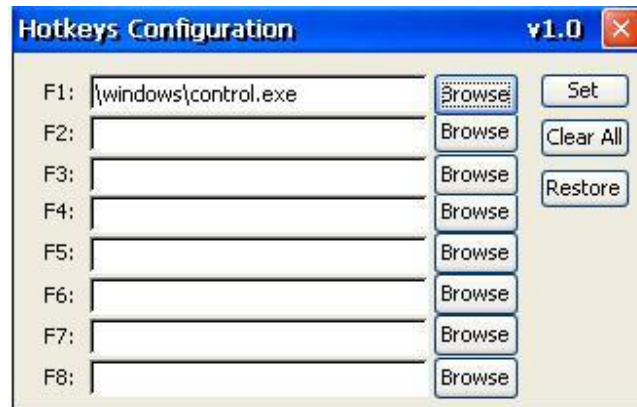 Hotkeys Configuration v1.0
F1: \windows\control.exe Browse Set
F2: Browse Clear All
F3: Browse Restore
F4: Browse
F5: Browse
F6: Browse
F7: Browse
F8: Browse